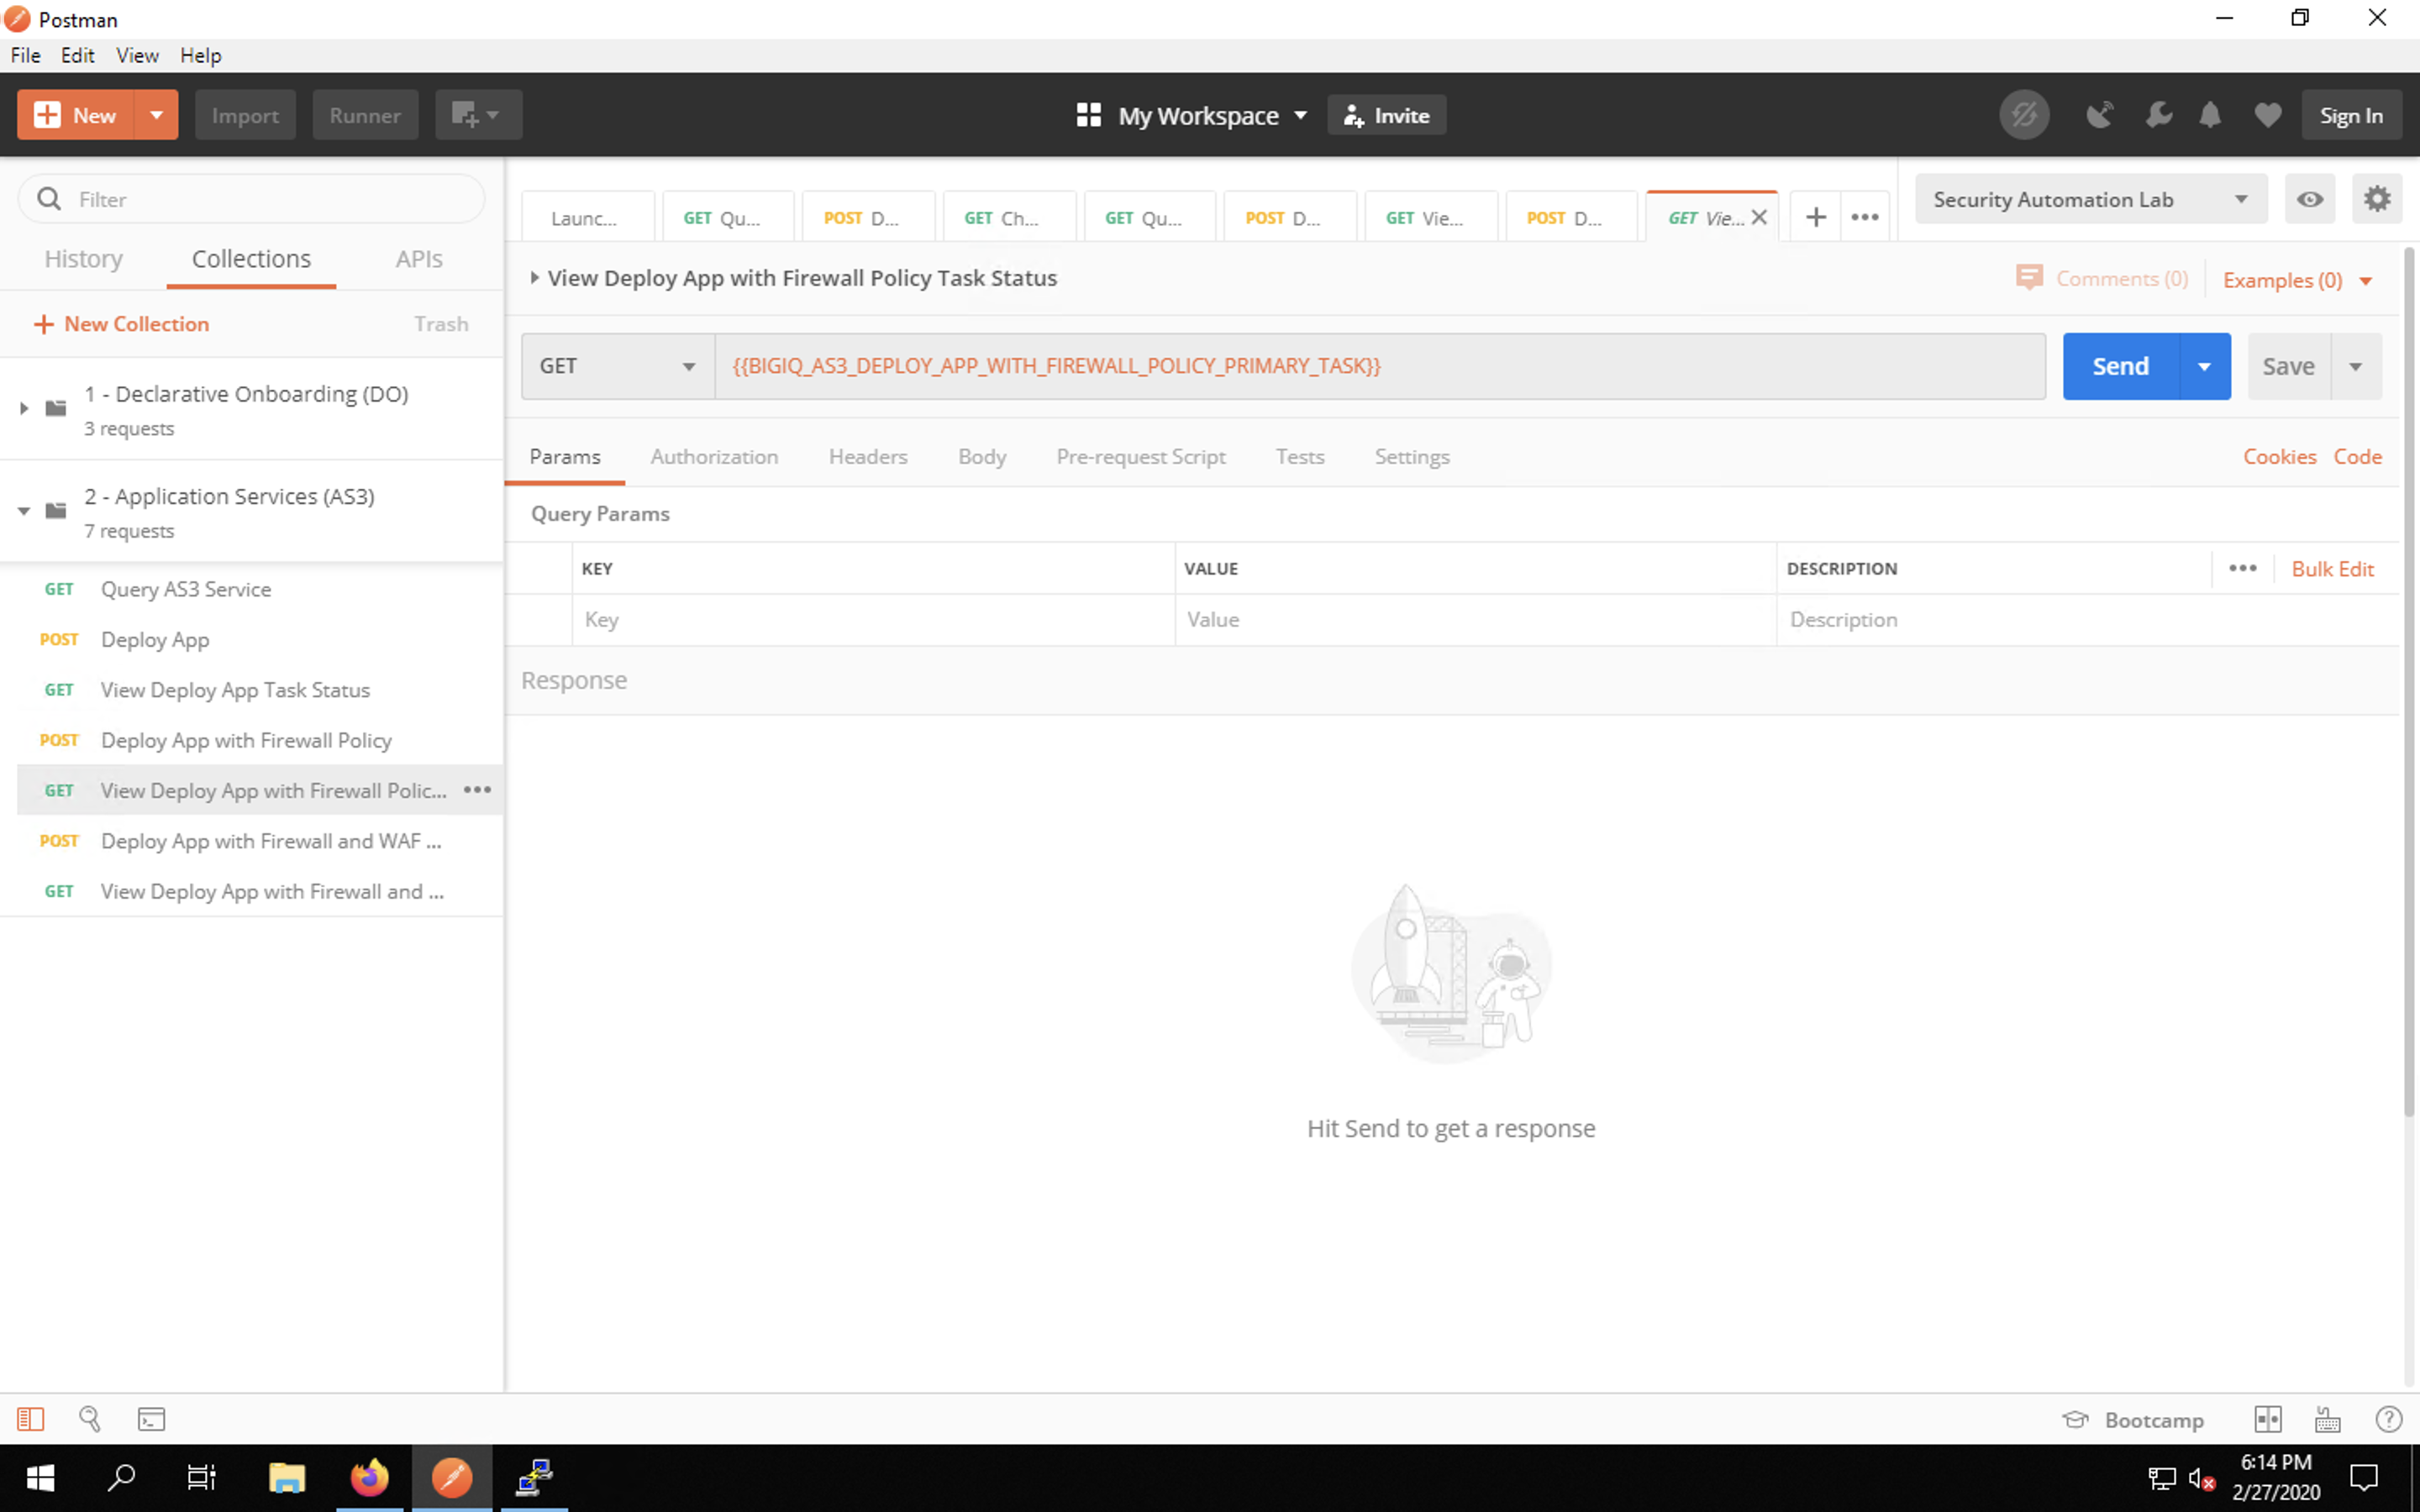 Postman
File Edit View Help
New Import Runner My Workspace Invite Sign In
Filter
History Collections APIs
New Collection Trash
1 - Declarative Onboarding (DO)
3 requests
2 - Application Services (AS3)
7 requests
GET Query AS3 Service
POST Deploy App
GET View Deploy App Task Status
POST Deploy App with Firewall Policy
GET View Deploy App with Firewall Polic...
POST Deploy App with Firewall and WAF ...
GET View Deploy App with Firewall and ...
Launc... GET Qu... POST D... GET Ch... GET Qu... POST D... GET Vie... POST D... GET Vie...
Security Automation Lab
View Deploy App with Firewall Policy Task Status
Comments (0) Examples (0)
GET {{BIGIQ_AS3_DEPLOY_APP_WITH_FIREWALL_POLICY_PRIMARY_TASK}} Send Save
Params Authorization Headers Body Pre-request Script Tests Settings Cookies Code
Query Params
KEY VALUE DESCRIPTION Bulk Edit
Key Value Description
Response
Hit Send to get a response
Bootcamp
6:14 PM
2/27/2020